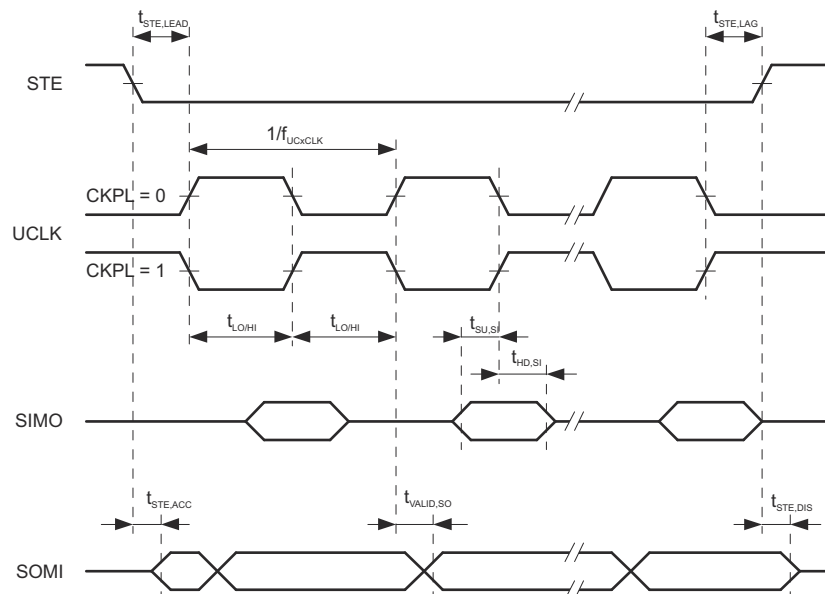 tSTE,LEAD
tSTE,LAG
STE
1/fUCxCLK
CKPL = 0
UCLK
CKPL = 1
tLO/HI
tLO/HI
tSU,SI
tHD,SI
SIMO
tSTE,ACC
tVALID,SO
tSTE,DIS
SOMI